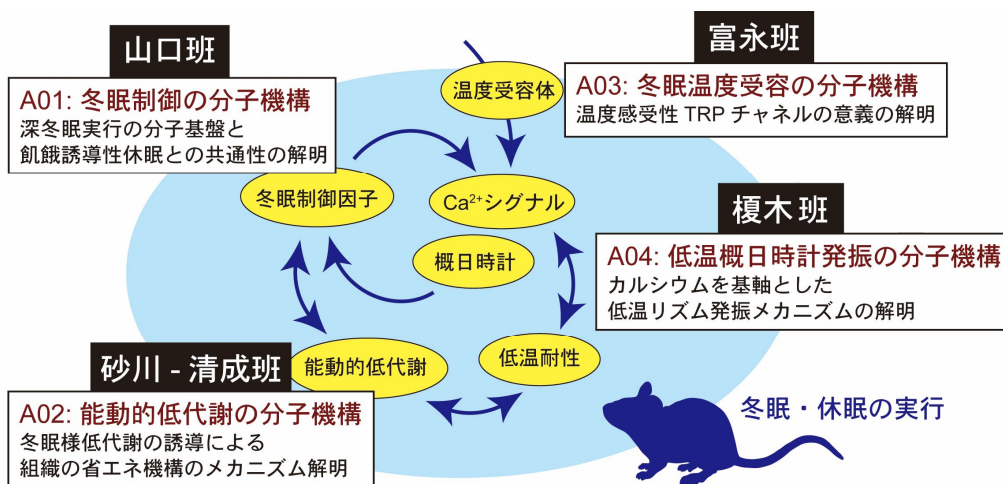 山口班
A01: 冬眠制御の分子機構
深冬眠実行の分子基盤と
飢餓誘導性休眠との共通性の解明
富永班
A03: 冬眠温度受容の分子機構
温度感受性 TRP チャネルの意義の解明
温度受容体
冬眠制御因子
Ca²⁺シグナル
概日時計
能動的低代謝
低温耐性
榎木班
A04: 低温概日時計発振の分子機構
カルシウムを基軸とした
低温リズム発振メカニズムの解明
砂川 - 清成班
A02: 能動的低代謝の分子機構
冬眠様低代謝の誘導による
組織の省エネ機構のメカニズム解明
冬眠・休眠の実行